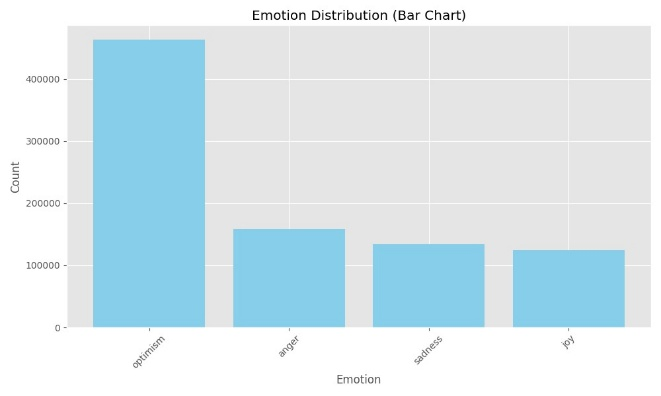 Emotion Distribution (Bar Chart)
Count
400000
300000
200000
100000
0
optimism
anger
sadness
joy
Emotion